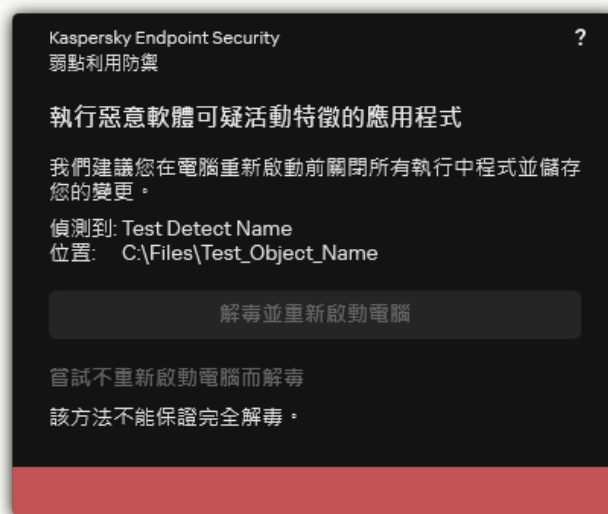 Kaspersky Endpoint Security
?
弱點利用防禦
執行惡意軟體可疑活動特徵的應用程式
我們建議您在電腦重新啟動前關閉所有執行中程式並儲存
您的變更。
偵測到: Test Detect Name
位置: C:\Files\Test_Object_Name
解毒並重新啟動電腦
嘗試不重新啟動電腦而解毒
該方法不能保證完全解毒。